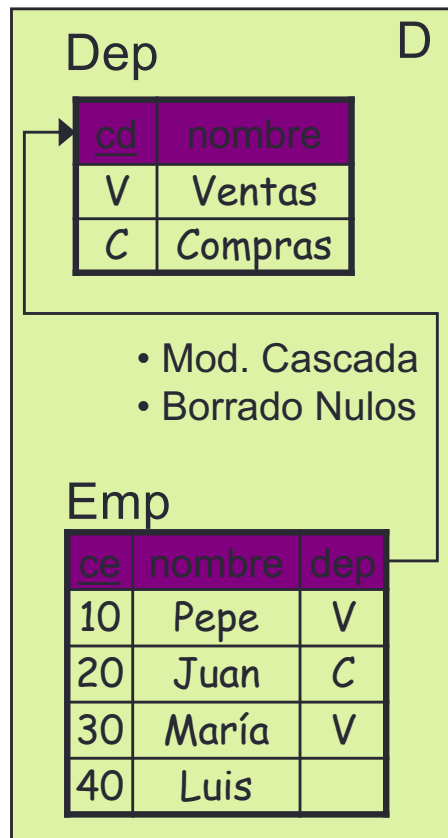 Dep D
cd nombre
V Ventas
C Compras
• Mod. Cascada
• Borrado Nulos
Emp
ce nombre dep
10 Pepe V
20 Juan C
30 María V
40 Luis